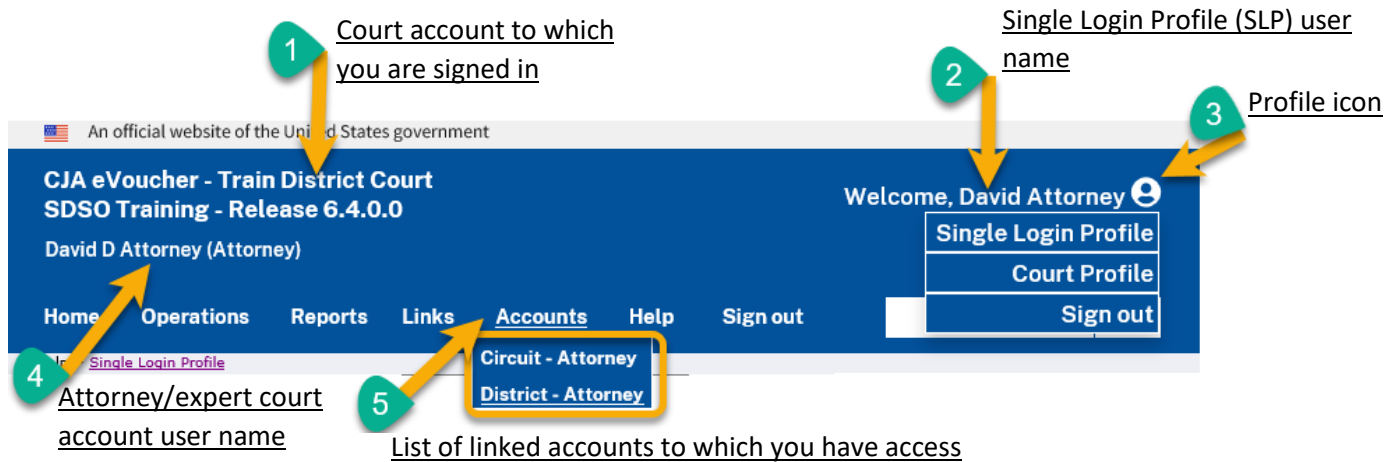 1
Court account to which
you are signed in
Single Login Profile (SLP) user
name
2
3
Profile icon
An official website of the United States government
CJA eVoucher - Train District Court
SDSO Training - Release 6.4.0.0
David D Attorney (Attorney)
Welcome, David Attorney
Single Login Profile
Court Profile
Sign out
Home Operations Reports Links Accounts Help Sign out
Circuit - Attorney
District - Attorney
Single Login Profile
4
Attorney/expert court
account user name
5
List of linked accounts to which you have access